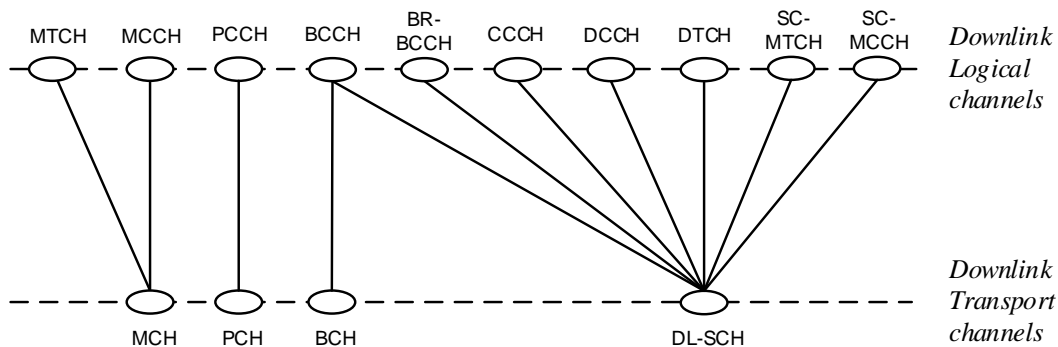 MTCH MCCH PCCH BCCH BR-BCCH CCCH DCCH DTCH SC-MTCH SC-MCCH
Downlink
Logical
channels
Downlink
Transport
channels
MCH PCH BCH DL-SCH